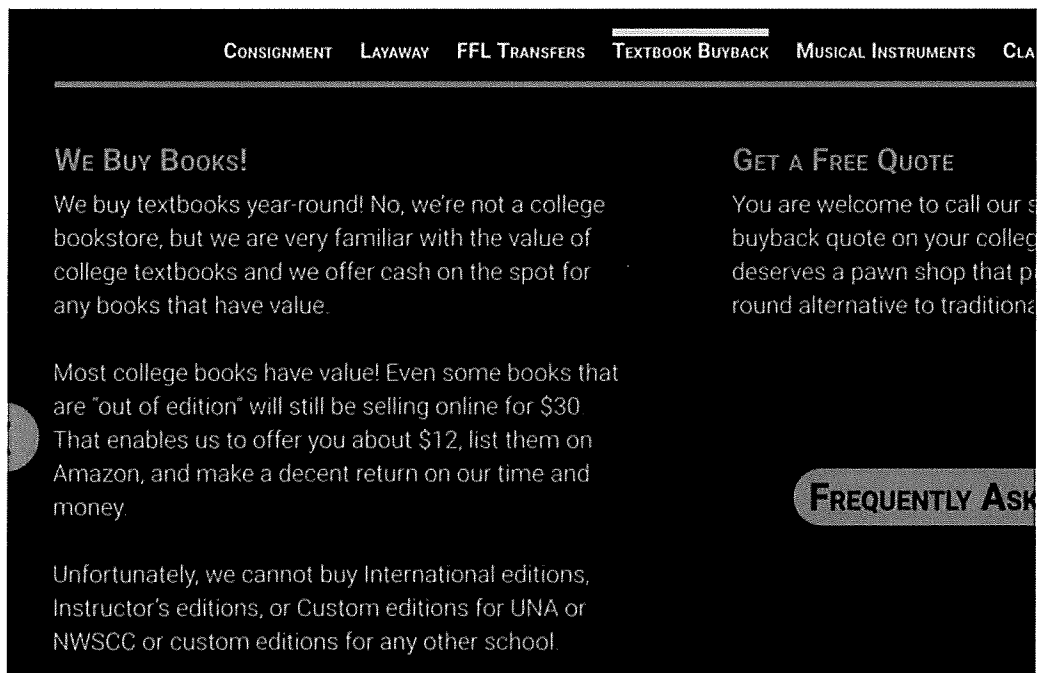 CONSIGNMENT LAYAWAY FFL TRANSFERS TEXTBOOK BUYBACK MUSICAL INSTRUMENTS CLA
WE BUY BOOKS!
We buy textbooks year-round! No, we're not a college
bookstore, but we are very familiar with the value of
college textbooks and we offer cash on the spot for
any books that have value.
Most college books have value! Even some books that
are "out of edition" will still be selling online for $30.
That enables us to offer you about $12, list them on
Amazon, and make a decent return on our time and
money.
Unfortunately, we cannot buy International editions,
Instructor's editions, or Custom editions for UNA or
NWSCC or custom editions for any other school.
GET A FREE QUOTE
You are welcome to call our s
buyback quote on your colleg
deserves a pawn shop that p
round alternative to traditiona
FREQUENTLY ASK